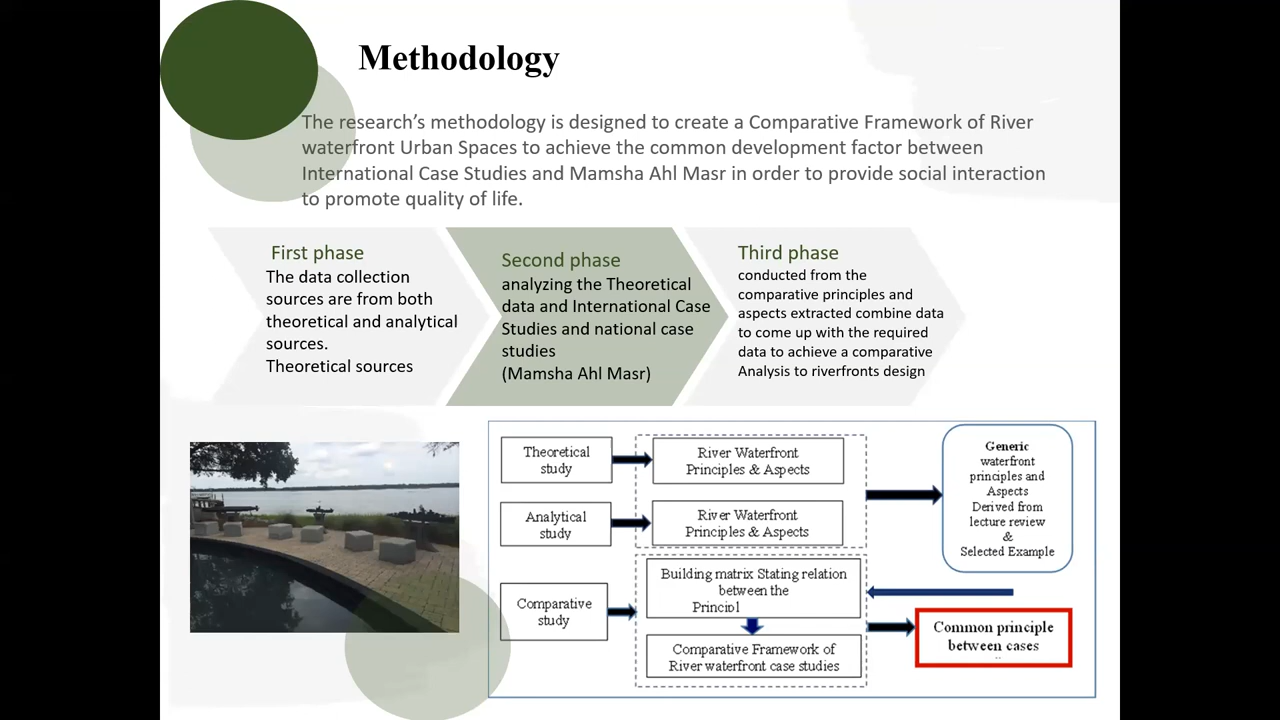 Methodology
The research’s methodology is designed to create a Comparative Framework of River
waterfront Urban Spaces to achieve the common development factor between
International Case Studies and Mamsha Ahl Masr in order to provide social interaction
to promote quality of life.
First phase
The data collection
sources are from both
theoretical and analytical
sources.
Theoretical sources
Second phase
analyzing the Theoretical
data and International Case
Studies and national case
studies
(Mamsha Ahl Masr)
Third phase
conducted from the
comparative principles and
aspects extracted combine data
to come up with the required
data to achieve a comparative
Analysis to riverfronts design
Theoretical
study
River Waterfront
Principles & Aspects
Analytical
study
River Waterfront
Principles & Aspects
Generic
waterfront
principles and
Aspects
Derived from
lecture review
&
Selected Example
Comparative
study
Building matrix Stating relation
between the
Comparative Framework of
River waterfront case studies
Common principle
between cases